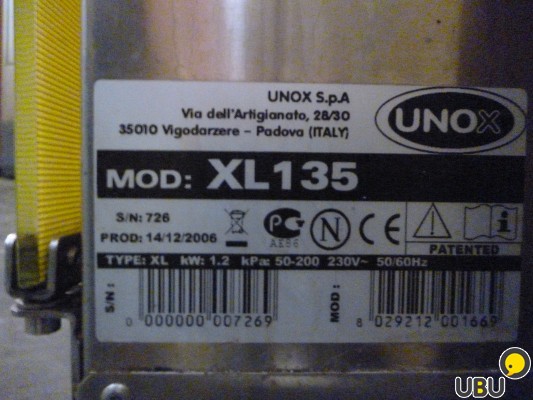 UNOX S.p.A
Via dell'Artigianato, 28/30
35010 Vigodarzere - Padova (ITALY)
UNOX
MOD: XL135
S/N: 726
PROD: 14/12/2006
AE86
N
CE
i
PATENTED
TYPE: XL kW: 1.2 kPa: 50-200 230V~ 50/60Hz
S/N:
0 000000 007269
MOD:
8 029212 001669
UBU